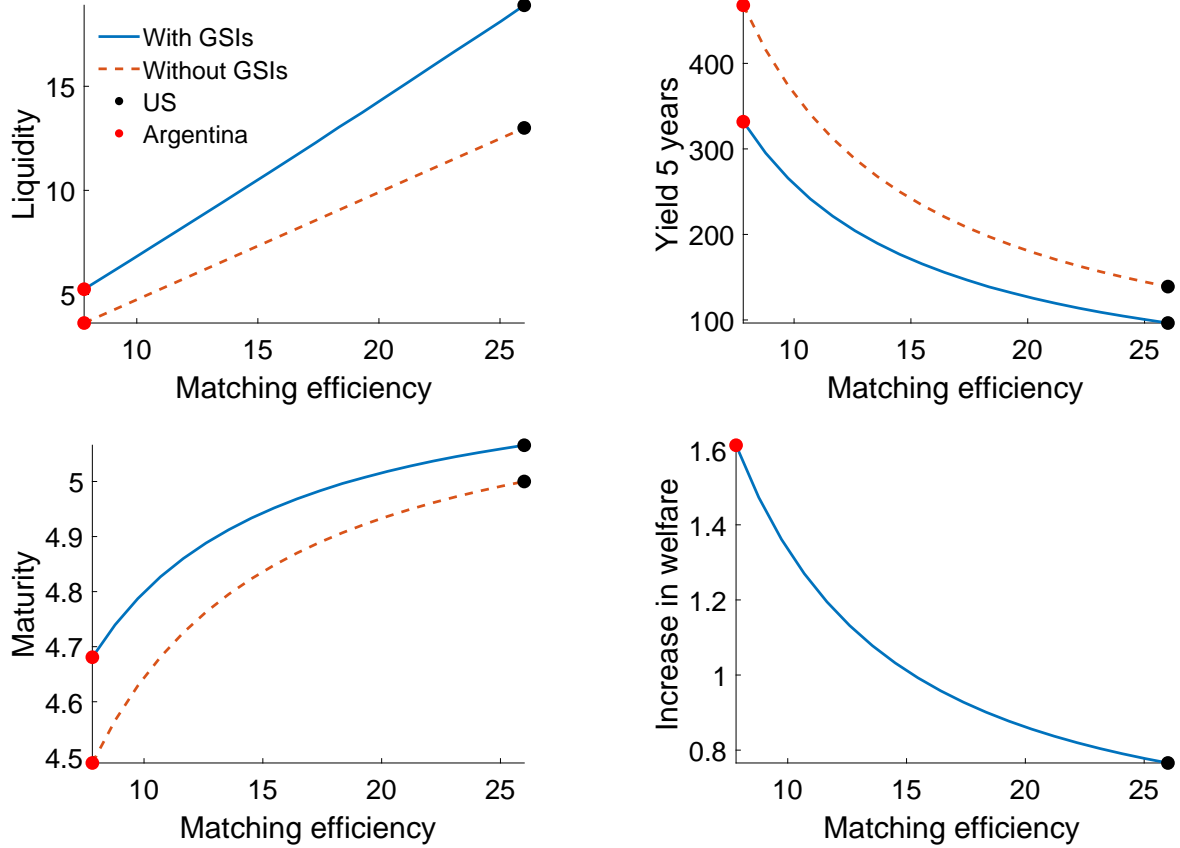 With GSIs
Without GSIs
US
Argentina
15
10
5
Liquidity
10 15 20 25
Matching efficiency
400
300
200
100
Yield 5 years
10 15 20 25
Matching efficiency
5
4.9
4.8
4.7
4.6
4.5
Maturity
10 15 20 25
Matching efficiency
1.6
1.4
1.2
1
0.8
Increase in welfare
10 15 20 25
Matching efficiency